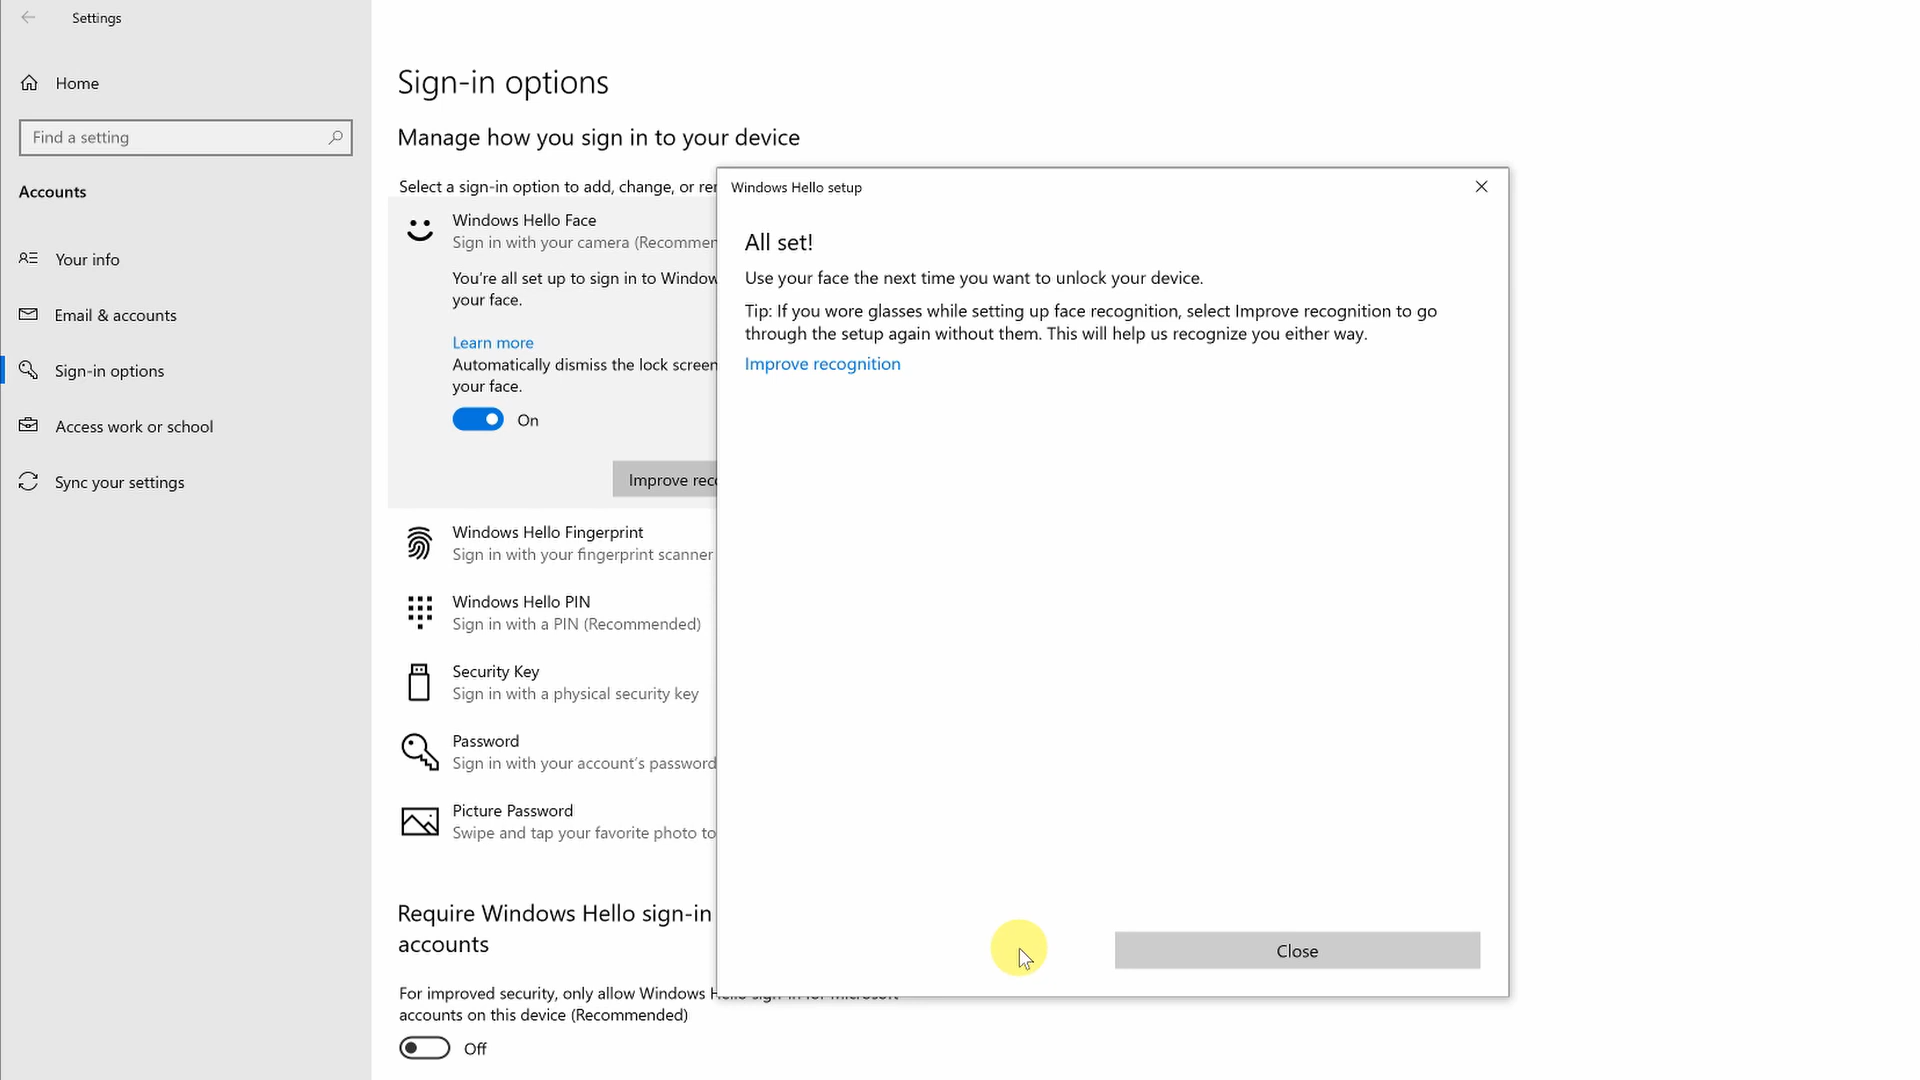 Settings
Home
Find a setting
Accounts
Your info
Email & accounts
Sign-in options
Access work or school
Sync your settings
Sign-in options
Manage how you sign in to your device
Select a sign-in option to add, change, or
Windows Hello Face
Sign in with your camera
You're all set up to sign in to
your face.
Learn more
Automatically dismiss the lock screen
your face.
On
Improve
Windows Hello Fingerprint
Sign in with your fingerprint scanner
Windows Hello PIN
Sign in with a PIN (Recommended)
Security Key
Sign in with a physical security key
Password
Sign in with your account's password
Picture Password
Swipe and tap your favorite photo to
Require Windows Hello sign-in
accounts
For improved security, only allow Windows Hello sign-in for Microsoft
accounts on this device (Recommended)
Off
Windows Hello setup
All set!
Use your face the next time you want to unlock your device.
Tip: If you wore glasses while setting up face recognition, select Improve recognition to go
through the setup again without them. This will help us recognize you either way.
Improve recognition
Close